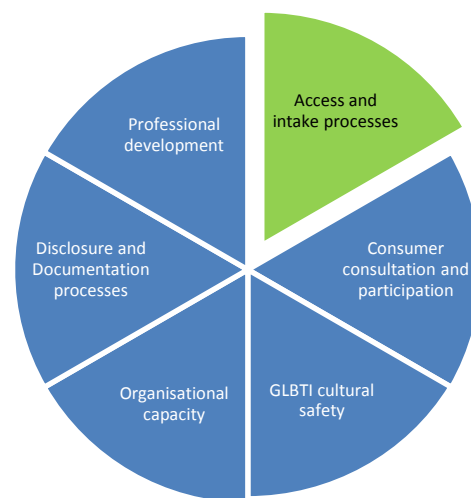 Access and
intake processes
Consumer
consultation and
participation
GLBTI cultural
safety
Organisational
capacity
Disclosure and
Documentation
processes
Professional
development